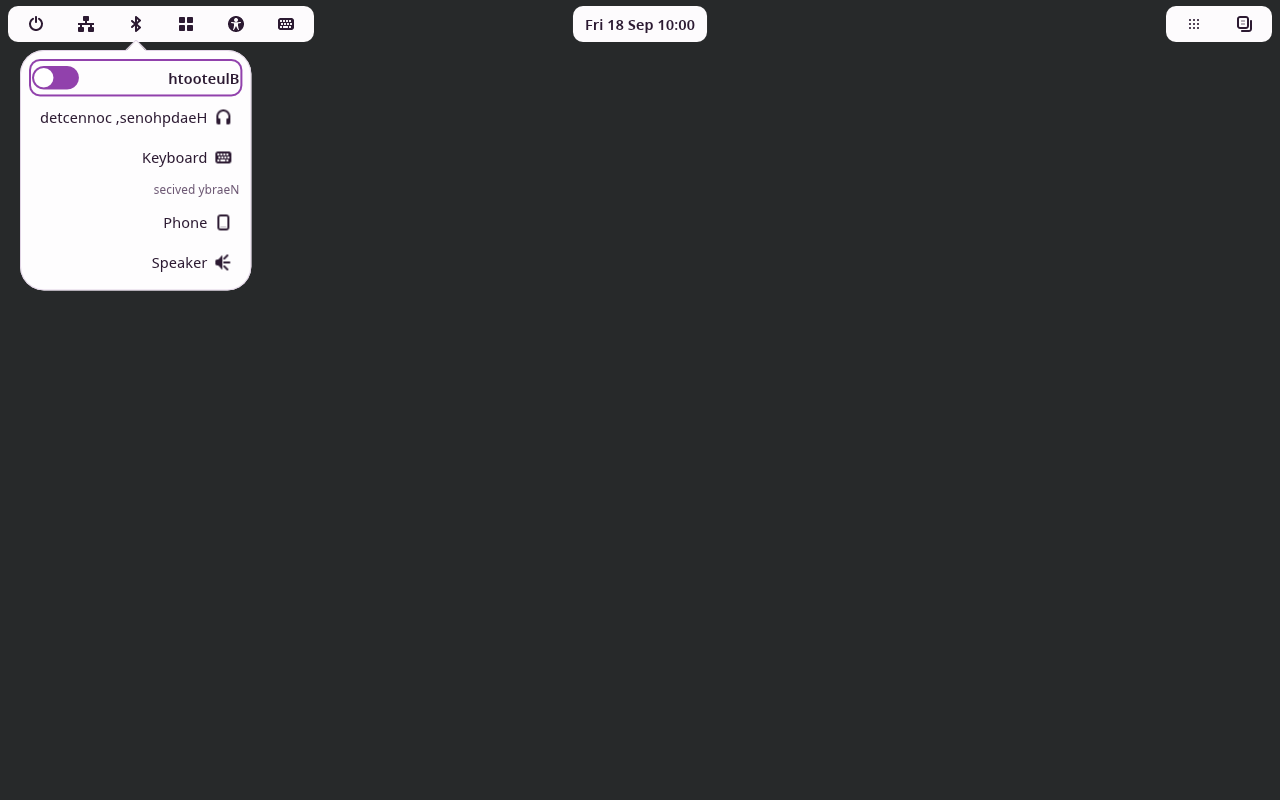 Fri 18 Sep 10:00
htooteulB
detcennoc ,senohpdaeH
Keyboard
secived ybraeN
Phone
Speaker